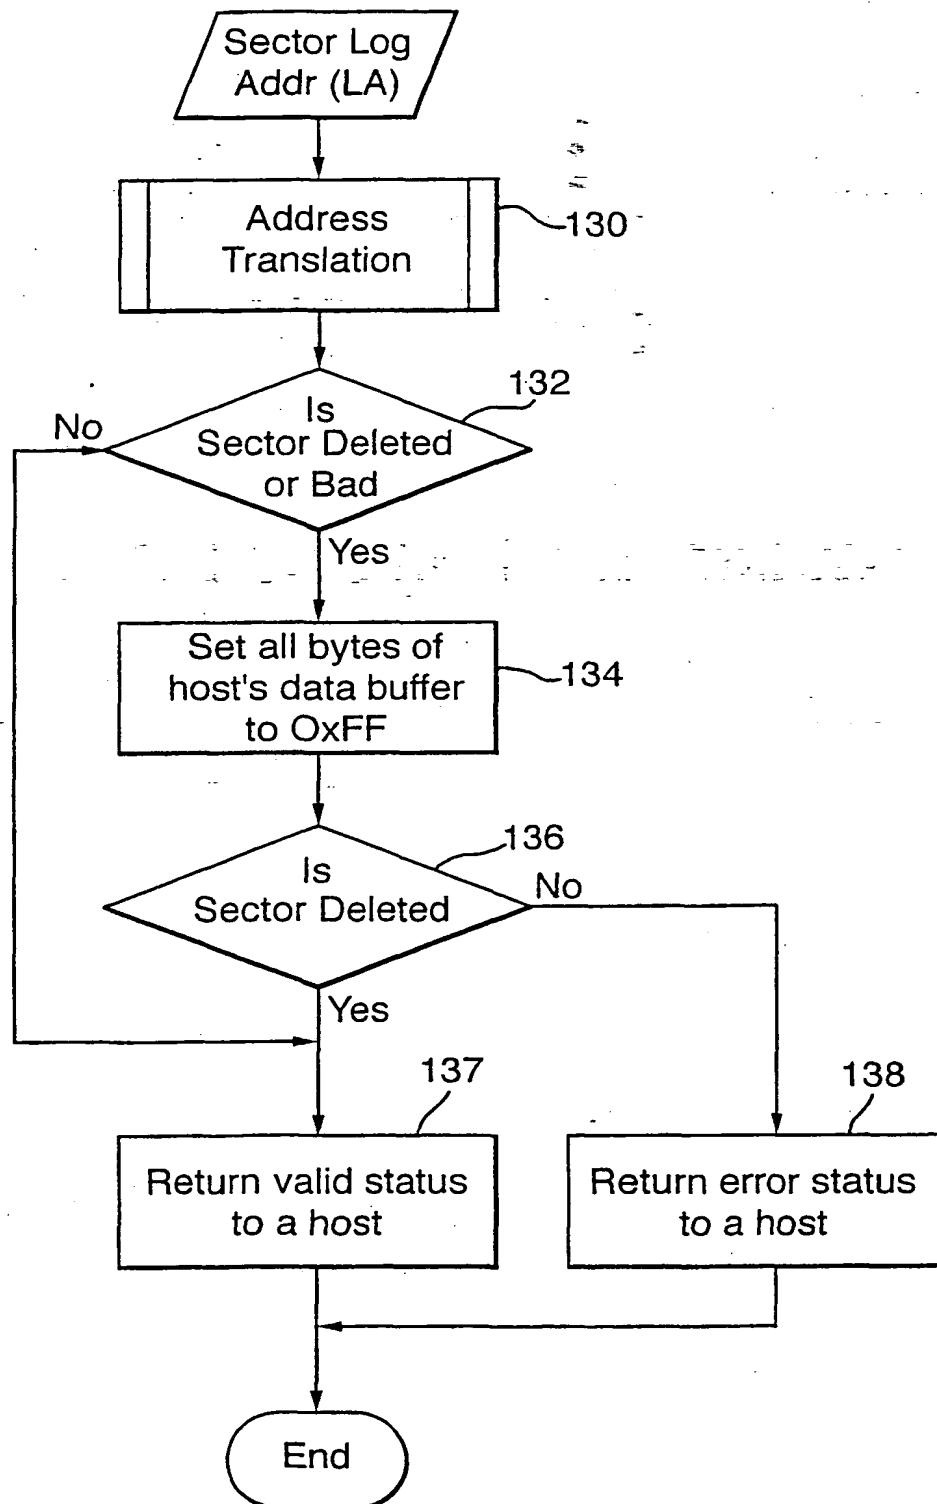 Sector Log
Addr (LA)
Address
Translation
130
132
Is
Sector Deleted
or Bad
No
Yes
Set all bytes of
host's data buffer
to OxFF
134
136
Is
Sector Deleted
No
Yes
137
138
Return valid status
to a host
Return error status
to a host
End